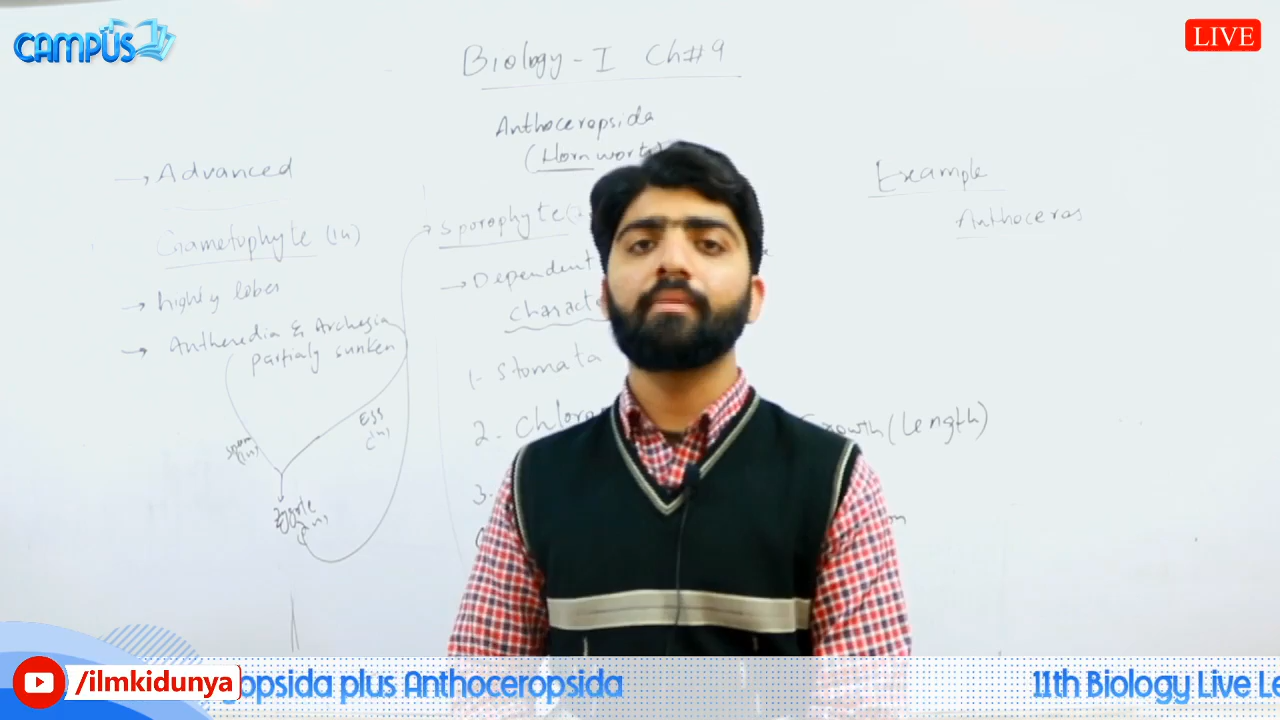 CAMPUS
LIVE
Biology - I Ch#9
Anthoceropsida
(Hornworts)
→ Advanced
Gametophyte (1n)
→ highly lobes
→ Antheridia & Archegia
partialy sunken
sperm
(1n)
Egg
(1n)
Zygote
(2n)
Sporophyte
→ Dependent
characte
1- Stomata
2. Chloro
Growth (Length)
3.
Example
Anthoceros
/ilmkidunya
opsida plus Anthoceropsida
11th Biology Live Le